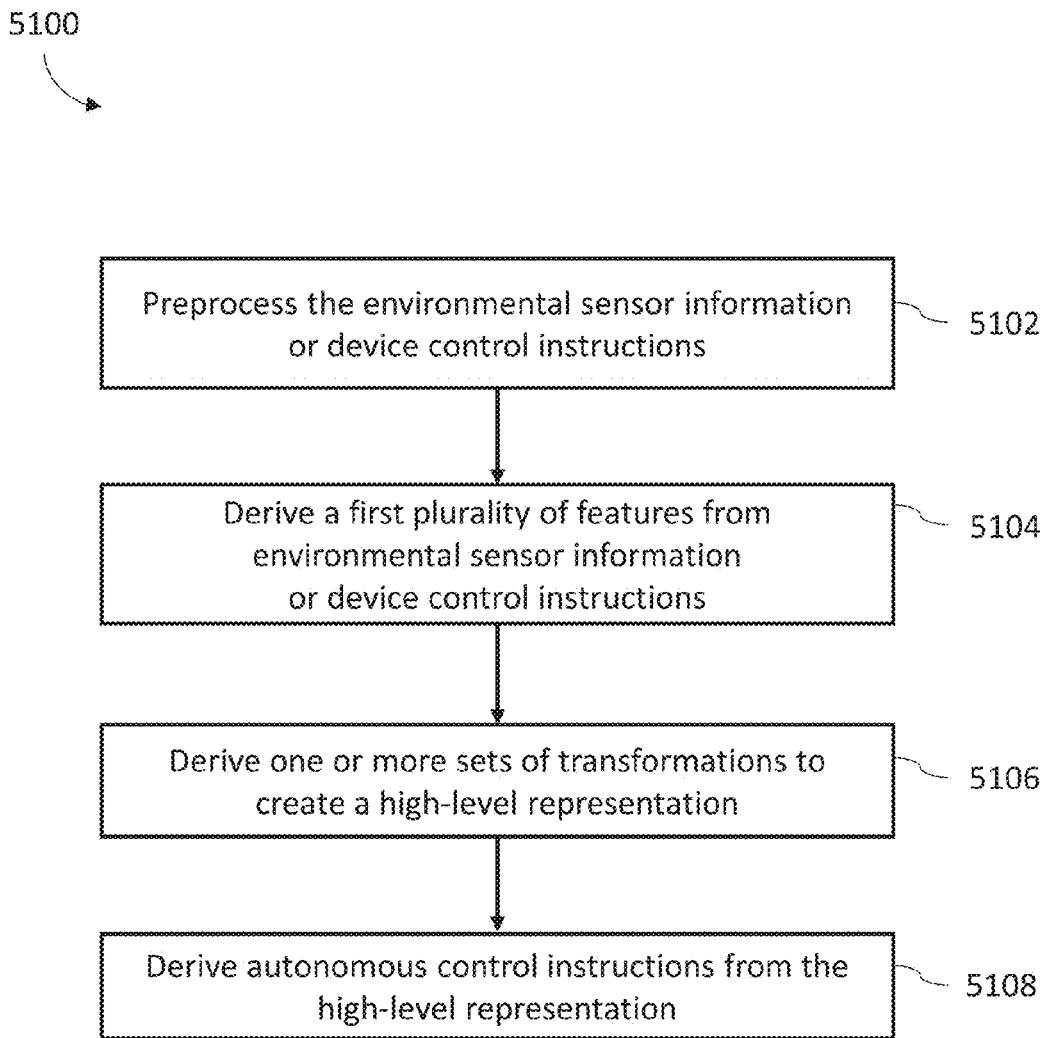 5100
Preprocess the environmental sensor information
or device control instructions
5102
Derive a first plurality of features from
environmental sensor information
or device control instructions
5104
Derive one or more sets of transformations to
create a high-level representation
5106
Derive autonomous control instructions from the
high-level representation
5108